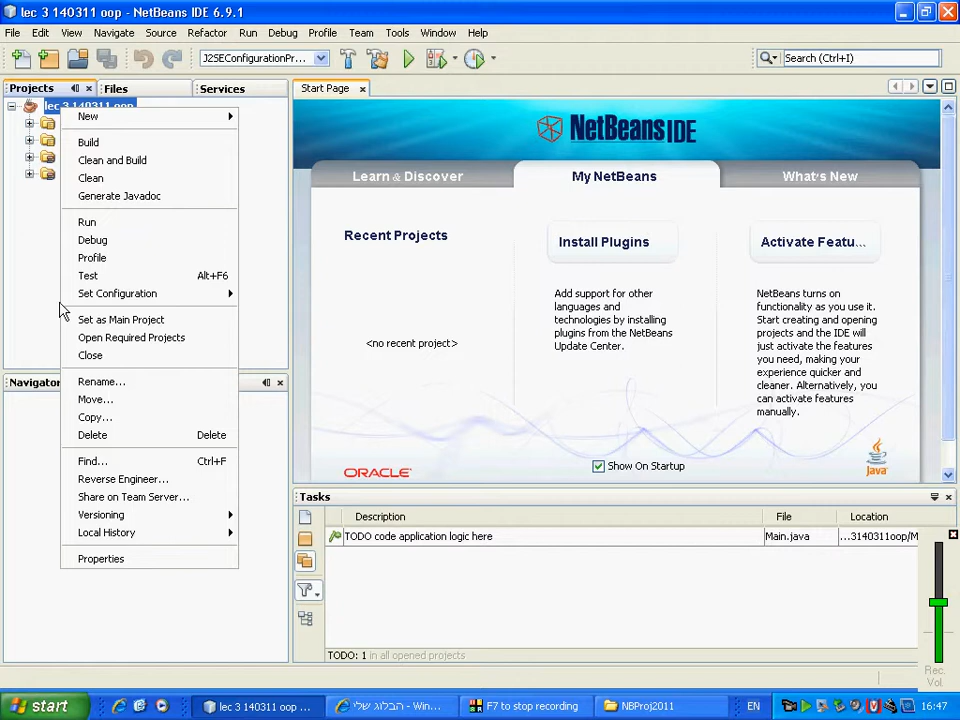 lec 3 140311 oop - NetBeans IDE 6.9.1
File Edit View Navigate Source Refactor Run Debug Profile Team Tools Window Help
J2SEConfigurationPr...
Search (Ctrl+I)
Projects
Files
Services
Start Page
lec 3 140311 oop
New
Build
Clean and Build
Clean
Generate Javadoc
Run
Debug
Profile
Test Alt+F6
Set Configuration
Set as Main Project
Open Required Projects
Close
Rename...
Move...
Copy...
Delete Delete
Find... Ctrl+F
Reverse Engineer...
Share on Team Server...
Versioning
Local History
Properties
Navigator
NetBeans IDE
Learn & Discover
My NetBeans
What's New
Recent Projects
<no recent project>
Install Plugins
Add support for other
languages and
technologies by installing
plugins from the NetBeans
Update Center.
Activate Featu...
NetBeans turns on
functionality as you use it.
Start creating and opening
projects and the IDE will
just activate the features
you need, making your
experience quicker and
cleaner. Alternatively, you
can activate features
manually.
ORACLE
Show On Startup
Java
Tasks
Description File Location
TODO code application logic here Main.java ...3140311oop/M
TODO: 1 in all opened projects
Rec.
Vol
start
lec 3 140311 oop ...
הבלוג שלי - Win...
F7 to stop recording
NBProj2011
EN
16:47